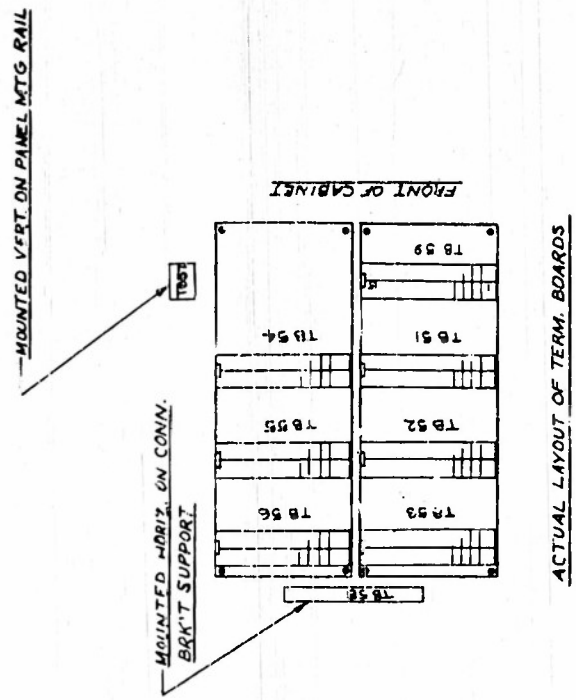 MOUNTED VERT. ON PANEL MTG RAIL
TB57
MOUNTED HORIZ. ON CONN.
BRK'T SUPPORT
FRONT OF CABINET
TB 59
TB 54
TB 51
TB 55
TB 52
TB 56
TB 53
TB 58
ACTUAL LAYOUT OF TERM. BOARDS